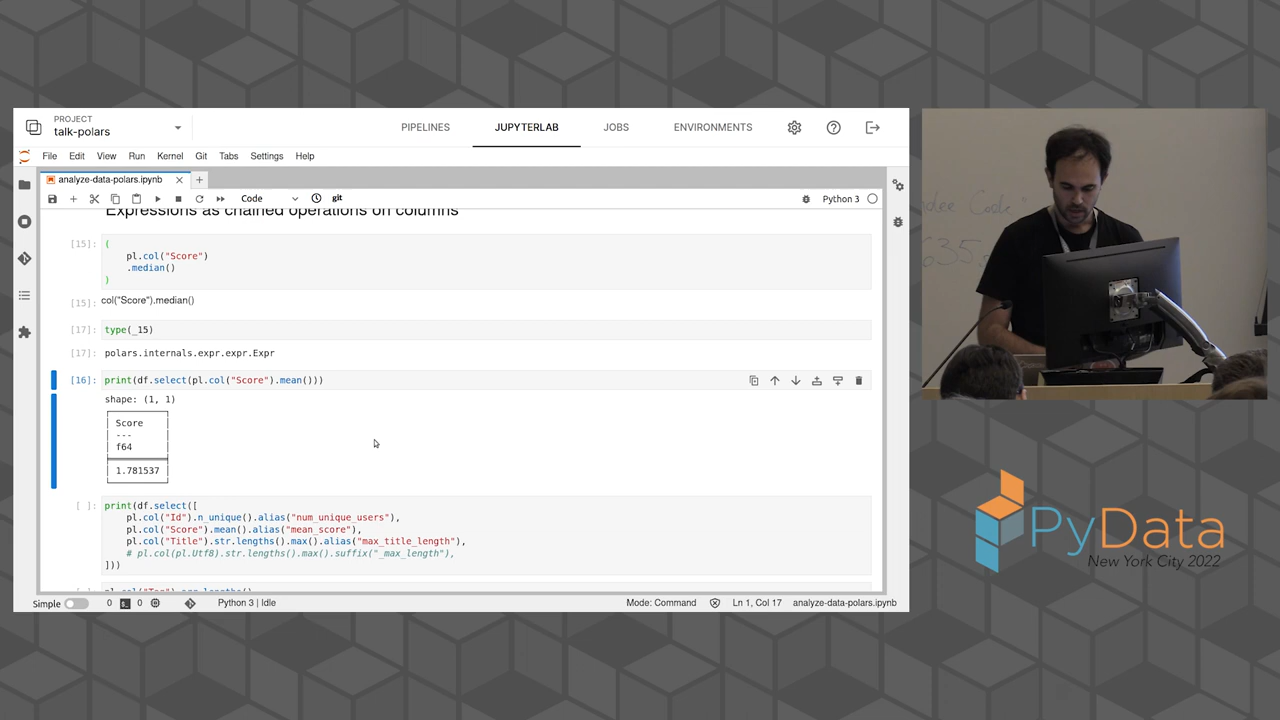 PROJECT
talk-polars
PIPELINES
JUPYTERLAB
JOBS
ENVIRONMENTS
File Edit View Run Kernel Git Tabs Settings Help
analyze-data-polars.ipynb
Code
git
Python 3
Expressions as chained operations on columns
[15]: (
pl.col("Score")
.median()
)
[15]: col("Score").median()
[17]: type(_15)
[17]: polars.internals.expr.expr.Expr
[16]: print(df.select(pl.col("Score").mean()))
shape: (1, 1)
Score
---
f64
1.781537
[ ]: print(df.select([
pl.col("Id").n_unique().alias("num_unique_users"),
pl.col("Score").mean().alias("mean_score"),
pl.col("Title").str.lengths().max().alias("max_title_length"),
# pl.col(pl.Utf8).str.lengths().max().suffix("_max_length"),
]))
Simple 0 0 Python 3 | Idle
Mode: Command Ln 1, Col 17 analyze-data-polars.ipynb
Code
635
PyData
New York City 2022